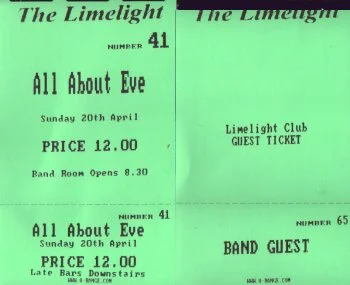 The Limelight
NUMBER 41
All About Eve
Sunday 20th April
PRICE 12.00
Band Room Opens 8.30
NUMBER 41
All About Eve
Sunday 20th April
PRICE 12.00
Late Bars Downstairs
The Limelight
Limelight Club
GUEST TICKET
NUMBER 65
BAND GUEST